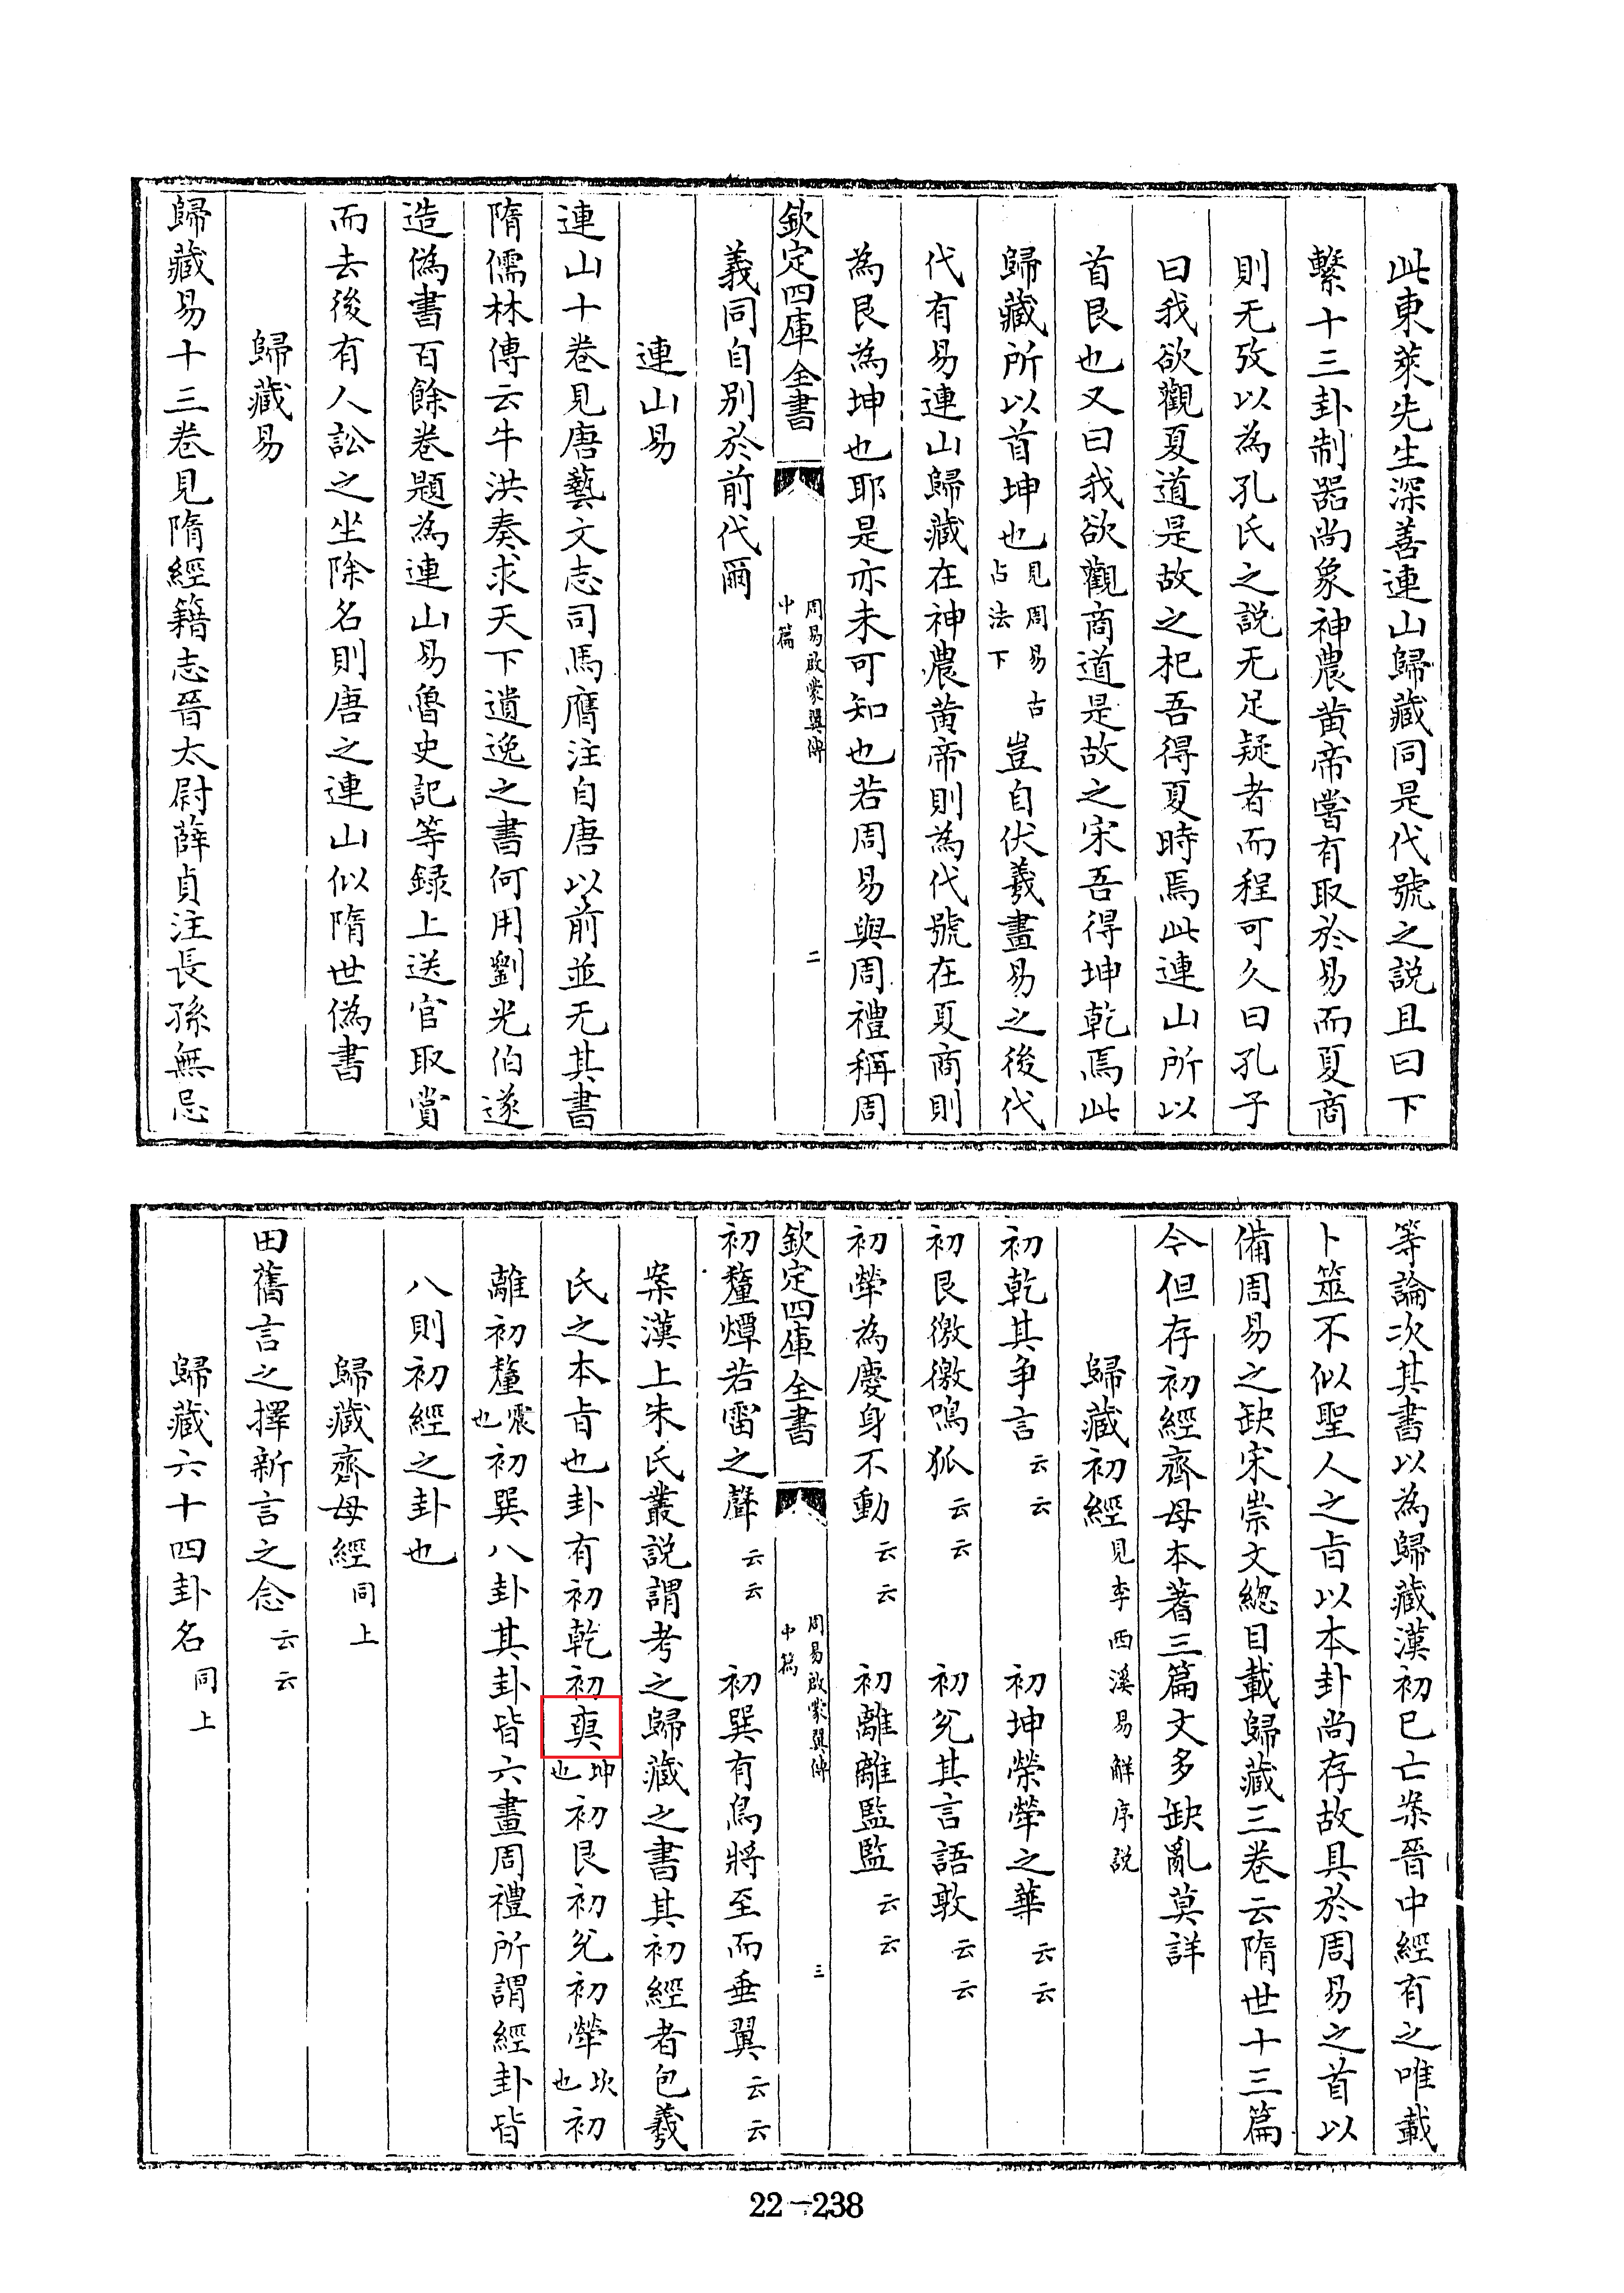 此東萊先生深善連山歸藏同是代號之説且曰下
繫十三卦制器尚象神農黄帝嘗有取於易而夏商
則无攷以為孔氏之説无足疑者而程可久曰孔子
曰我欲觀夏道是故之杞吾得夏時焉此連山所以
首艮也又曰我欲觀商道是故之宋吾得坤乾焉此
歸藏所以首坤也見周易古占法下豈自伏羲畫易之後代
代有易連山歸藏在神農黄帝則為代號在夏商則
為艮為坤也耶是亦未可知也若周易與周禮稱周
欽定四庫全書 周易啟蒙翼傳中篇 二
義同自别於前代爾
連山易
連山十卷見唐藝文志司馬膺注自唐以前並无其書
隋儒林傳云牛洪奏求天下遺逸之書何用劉光伯遂
造偽書百餘卷題為連山易魯史記等録上送官取賞
而去後有人訟之坐除名則唐之連山似隋世偽書
歸藏易
歸藏易十三卷見隋經籍志晉太尉薛貞注長孫無忌
等論次其書以為歸藏漢初已亡案晉中經有之唯載
卜筮不似聖人之㫖以本卦尚存故具於周易之首以
備周易之缺宋崇文總目載歸藏三卷云隋世十三篇
今但存初經齊母本蓍三篇文多缺亂莫詳
歸藏初經見李西溪易解序説
初乾其争言云云 初坤榮犖之華云云
初艮徼徼鳴狐云云 初兊其言語敦云云
初犖為慶身不動云云 初離離監監云云
欽定四庫全書 周易啟蒙翼傳中篇 三
初釐燂若雷之聲云云 初巽有鳥將至而垂翼云云
案漢上朱氏叢説謂考之歸藏之書其初經者包羲
氏之本㫖也卦有初乾初坤也初艮初兊初犖坎也初
離初釐震也初巽八卦其卦皆六畫周禮所謂經卦皆
八則初經之卦也
歸藏齊母經同上
田舊言之擇新言之念云云
歸藏六十四卦名同上
22-238